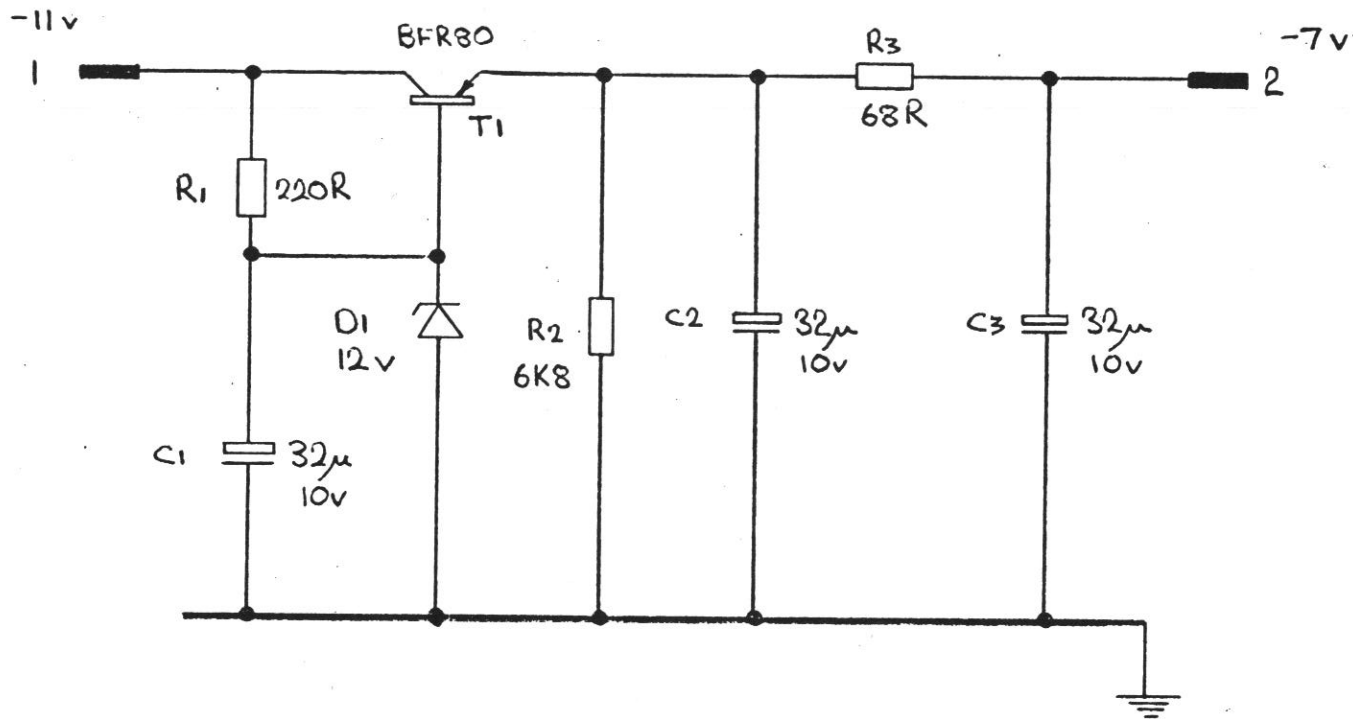 -11v
1
BFR80
T1
R3
68R
-7v
2
R1
220R
D1
12v
R2
6K8
C2
32μ
10v
C3
32μ
10v
C1
32μ
10v